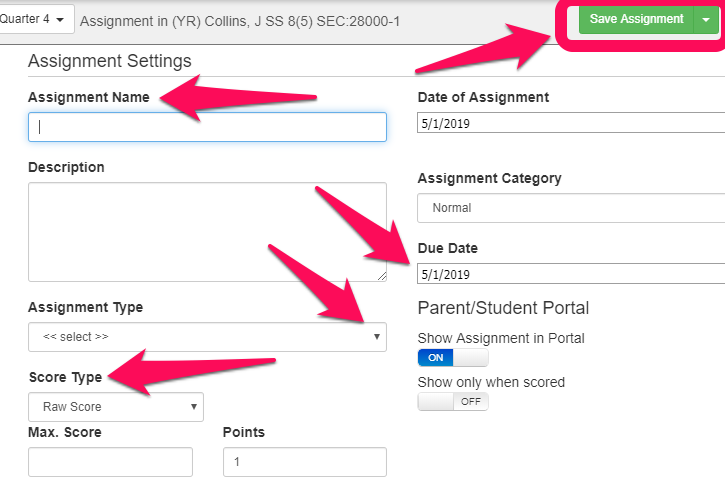 Quarter 4
Assignment in (YR) Collins, J SS 8(5) SEC:28000-1
Save Assignment
Assignment Settings
Assignment Name
Date of Assignment
5/1/2019
Description
Assignment Category
Normal
Due Date
5/1/2019
Assignment Type
<< select >>
Parent/Student Portal
Show Assignment in Portal
ON
Score Type
Show only when scored
OFF
Raw Score
Max. Score
Points
1